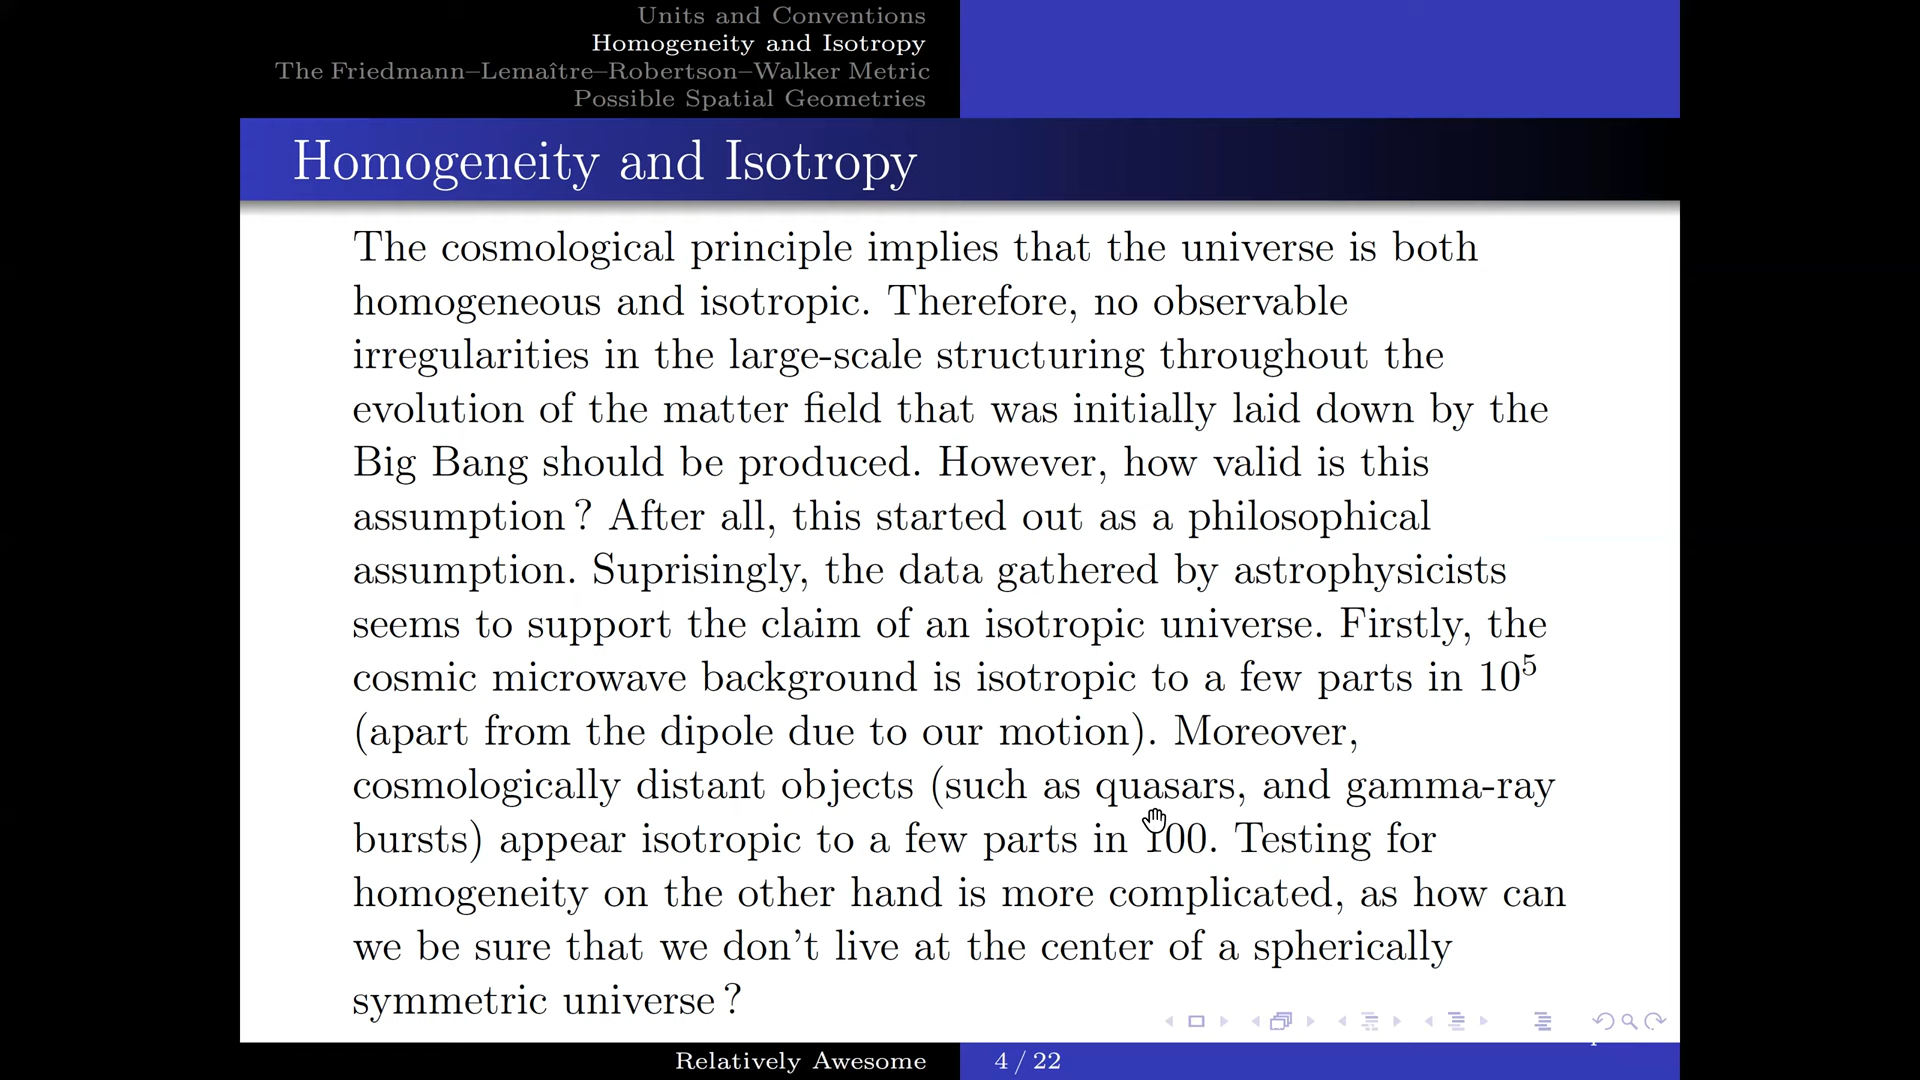 Units and Conventions
Homogeneity and Isotropy
The Friedmann–Lemaître–Robertson–Walker Metric
Possible Spatial Geometries
Homogeneity and Isotropy
The cosmological principle implies that the universe is both
homogeneous and isotropic. Therefore, no observable
irregularities in the large-scale structuring throughout the
evolution of the matter field that was initially laid down by the
Big Bang should be produced. However, how valid is this
assumption ? After all, this started out as a philosophical
assumption. Suprisingly, the data gathered by astrophysicists
seems to support the claim of an isotropic universe. Firstly, the
cosmic microwave background is isotropic to a few parts in 10⁵
(apart from the dipole due to our motion). Moreover,
cosmologically distant objects (such as quasars, and gamma-ray
bursts) appear isotropic to a few parts in 100. Testing for
homogeneity on the other hand is more complicated, as how can
we be sure that we don't live at the center of a spherically
symmetric universe ?
Relatively Awesome
4 / 22